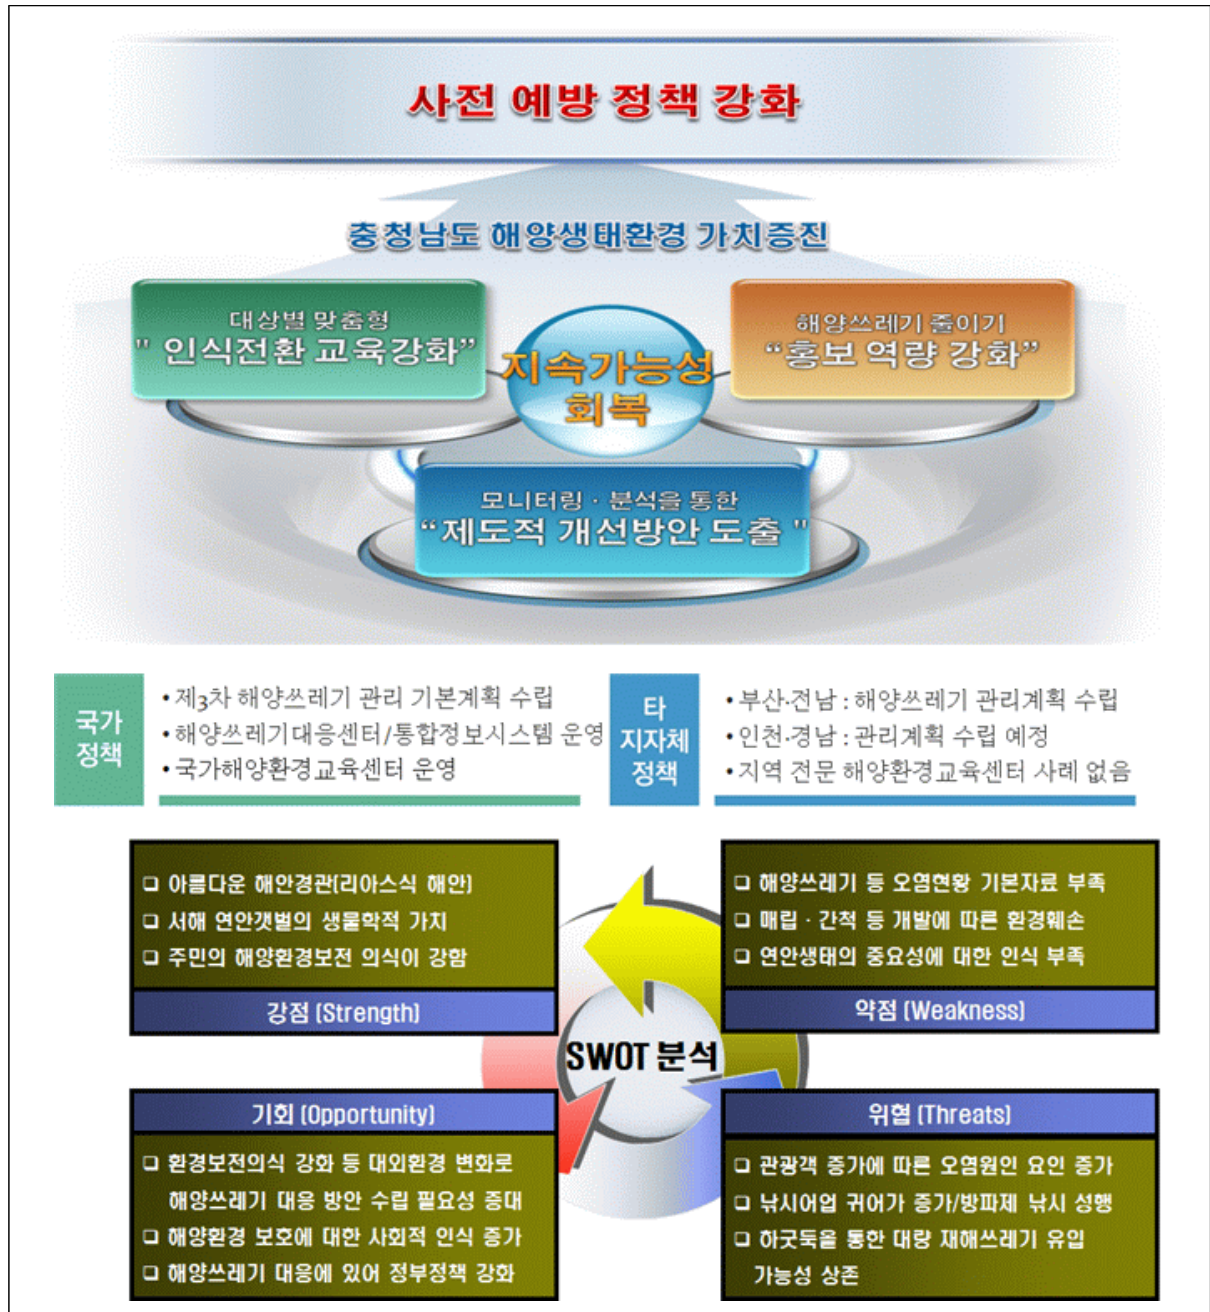 사전 예방 정책 강화
충청남도 해양생태환경 가치증진
대상별 맞춤형
" 인식전환 교육강화”
해양쓰레기 줄이기
“홍보 역량 강화”
지속가능성
회복
모니터링 · 분석을 통한
“제도적 개선방안 도출 "
국가
정책
• 제3차 해양쓰레기 관리 기본계획 수립
• 해양쓰레기대응센터/통합정보시스템 운영
• 국가해양환경교육센터 운영
타
지자체
정책
• 부산·전남 : 해양쓰레기 관리계획 수립
• 인천·경남 : 관리계획 수립 예정
• 지역 전문 해양환경교육센터 사례 없음
❑ 아름다운 해안경관(리아스식 해안)
❑ 서해 연안갯벌의 생물학적 가치
❑ 주민의 해양환경보전 의식이 강함
강점 (Strength)
❑ 해양쓰레기 등 오염현황 기본자료 부족
❑ 매립 · 간척 등 개발에 따른 환경훼손
❑ 연안생태의 중요성에 대한 인식 부족
약점 (Weakness)
SWOT 분석
기회 (Opportunity)
❑ 환경보전의식 강화 등 대외환경 변화로
해양쓰레기 대응 방안 수립 필요성 증대
❑ 해양환경 보호에 대한 사회적 인식 증가
❑ 해양쓰레기 대응에 있어 정부정책 강화
위협 (Threats)
❑ 관광객 증가에 따른 오염원인 요인 증가
❑ 낚시어업 귀어가 증가/방파제 낚시 성행
❑ 하굿둑을 통한 대량 재해쓰레기 유입
가능성 상존